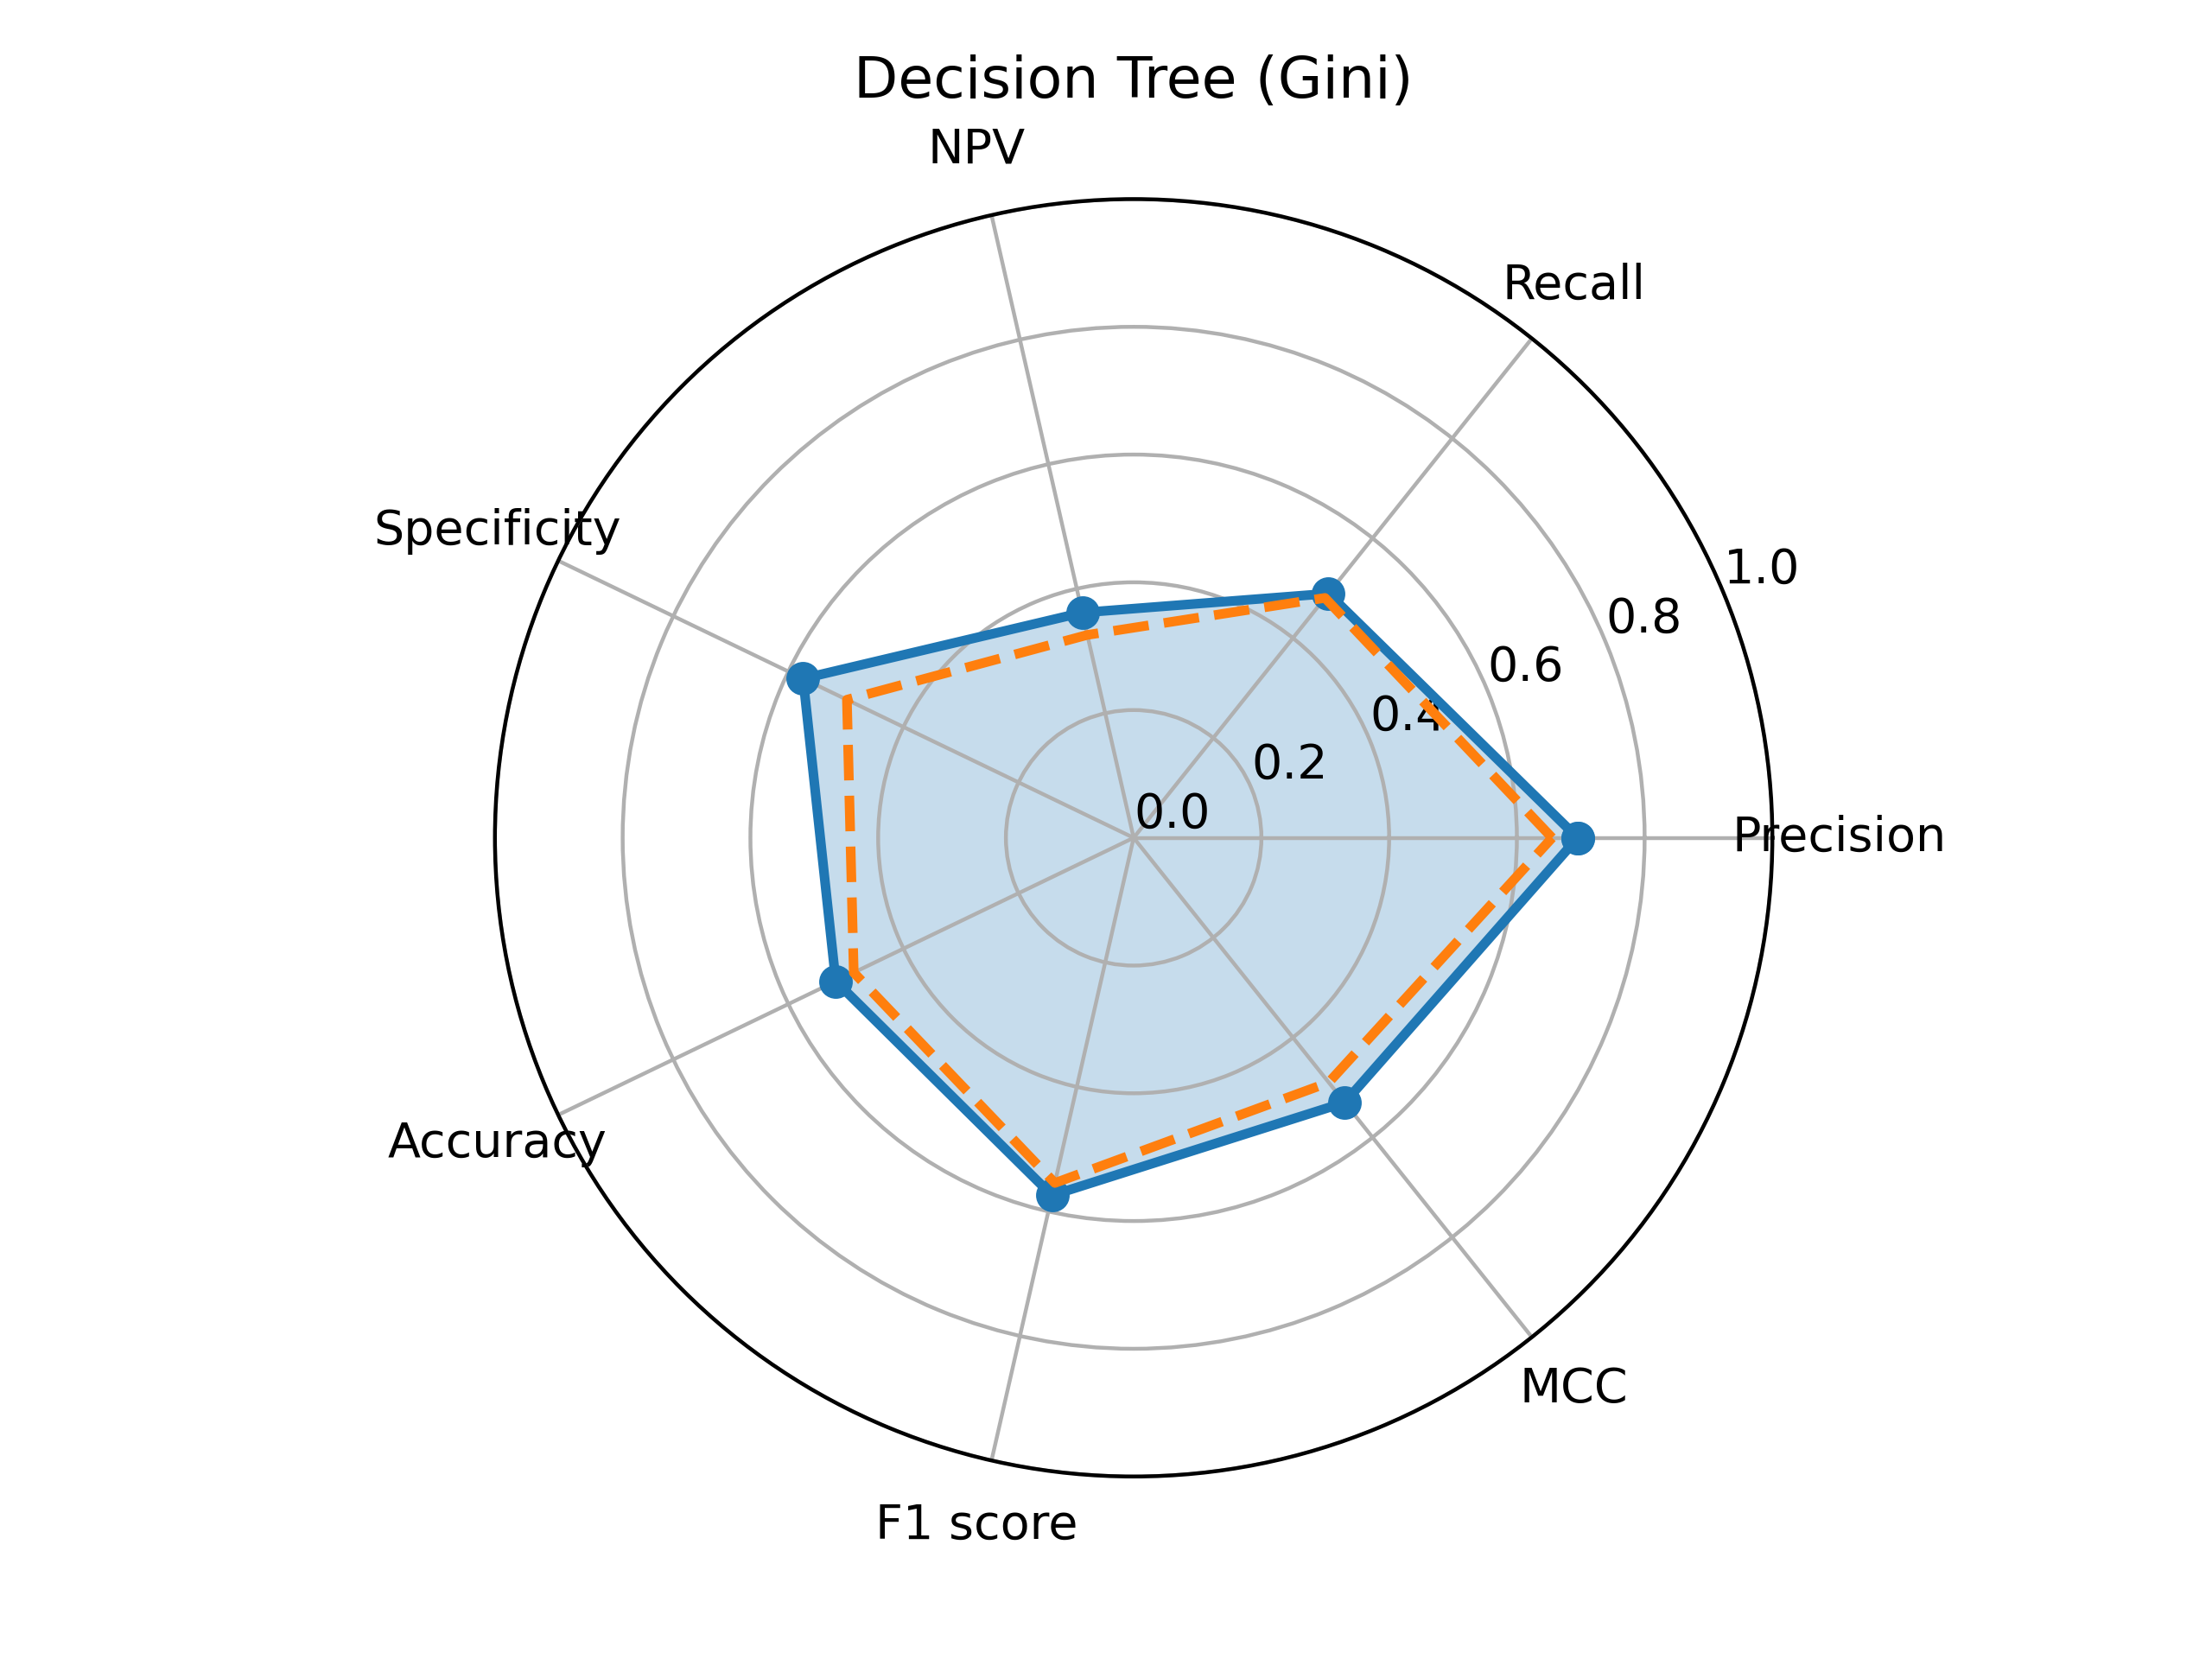 Decision Tree (Gini)
NPV
Recall
Specificity
1.0
0.8
0.6
0.4
0.2
0.0
Precision
Accuracy
MCC
F1 score